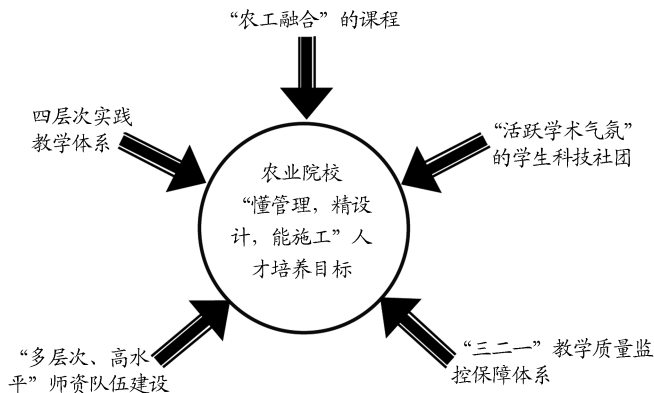 “农工融合”的课程
四层次实践
教学体系
“活跃学术气氛”
的学生科技社团
农业院校
“懂管理，精设
计，能施工”人
才培养目标
“多层次、高水
平”师资队伍建设
“三二一”教学质量监
控保障体系